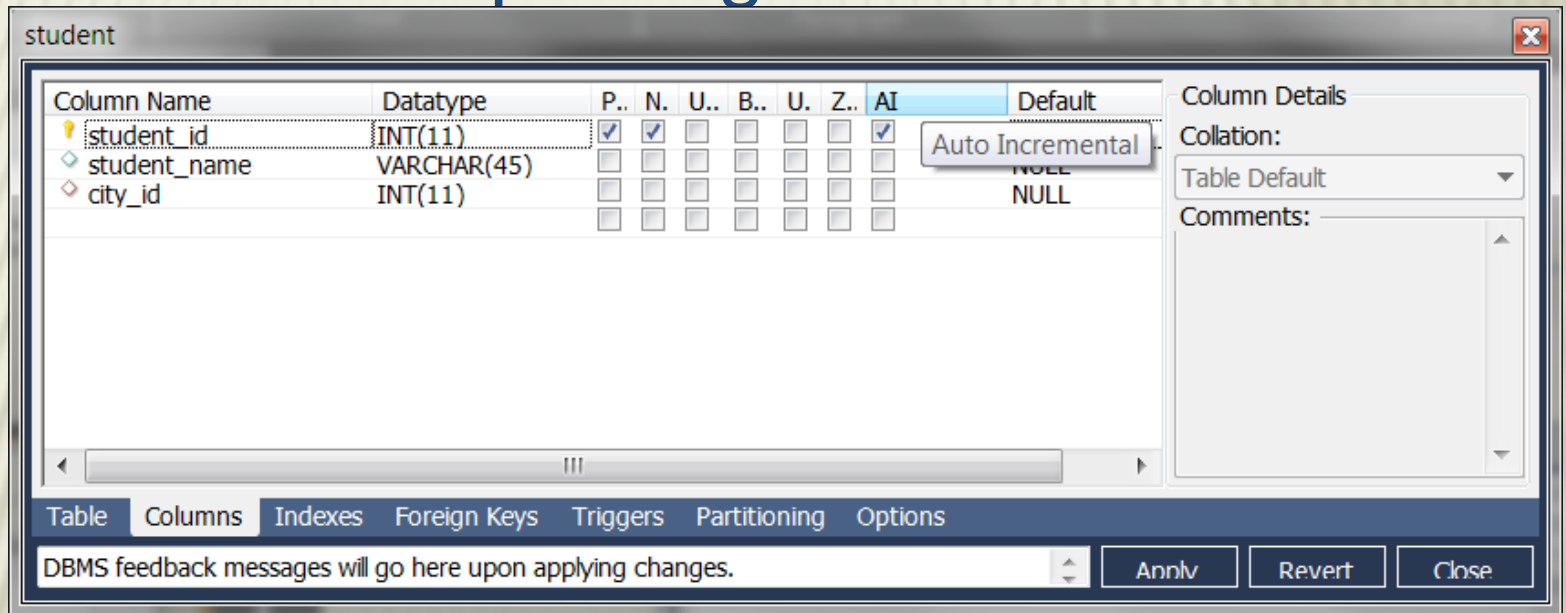 student
Column Name Datatype P.. N. U.. B.. U. Z.. AI Default
student_id INT(11)
Auto Incremental
student_name VARCHAR(45) NULL
city_id INT(11) NULL
Column Details
Collation:
Table Default
Comments:
Table Columns Indexes Foreign Keys Triggers Partitioning Options
DBMS feedback messages will go here upon applying changes.
Apply Revert Close